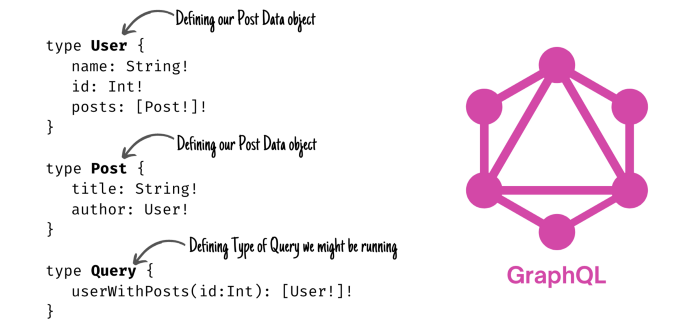 Defining our Post Data object
type User {
name: String!
id: Int!
posts: [Post!]!
}
Defining our Post Data object
type Post {
title: String!
author: User!
}
Defining Type of Query we might be running
type Query {
userWithPosts(id:Int): [User!]!
}
GraphQL